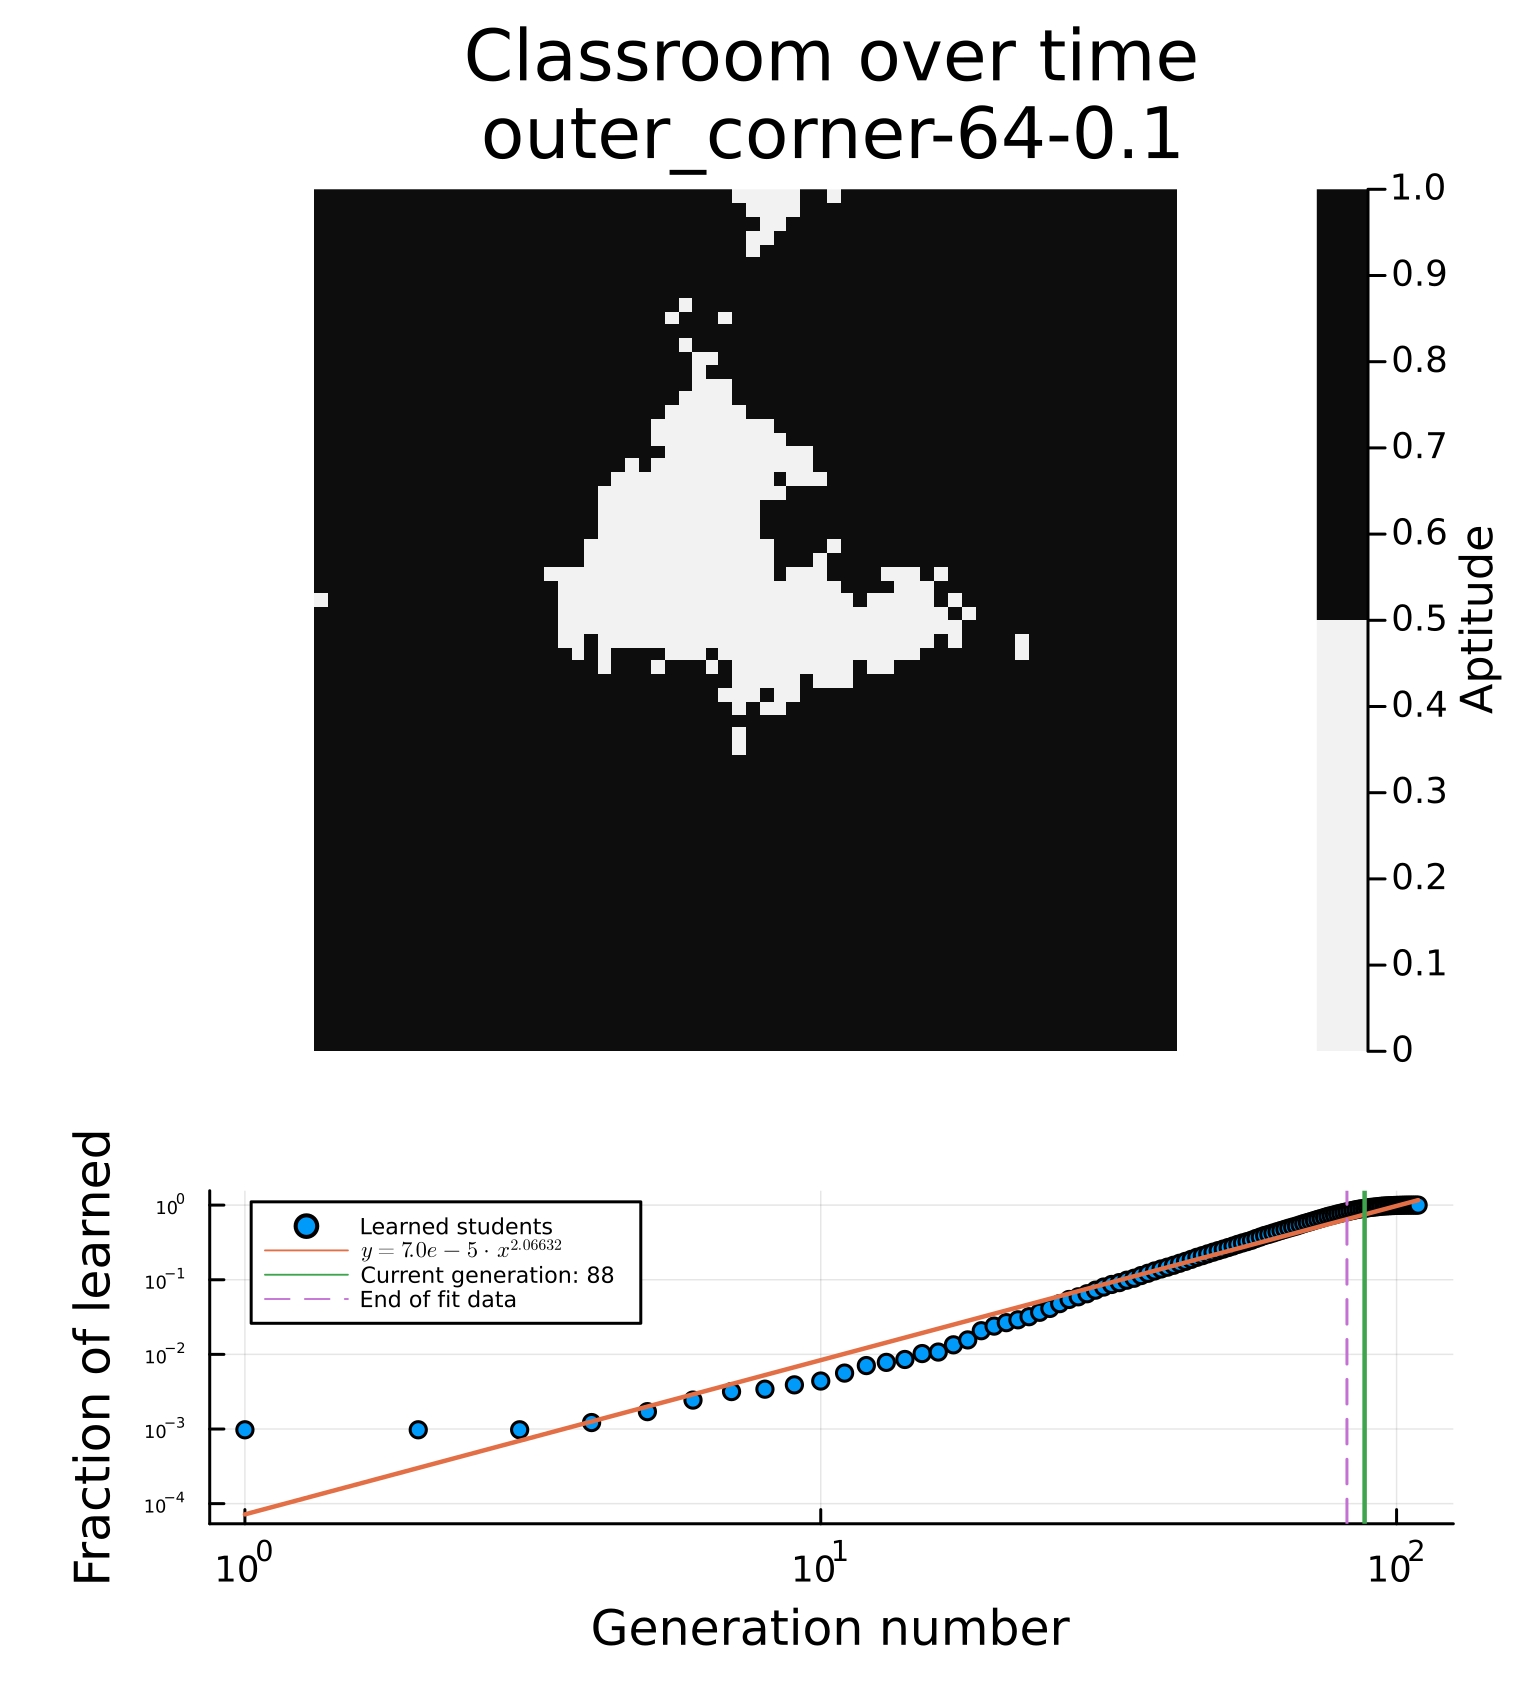 Classroom over time
outer_corner-64-0.1
1.0
0.9
0.8
0.7
0.6
0.5
0.4
0.3
0.2
0.1
0
Aptitude
Fraction of learned
10^0
10^-1
10^-2
10^-3
10^-4
Learned students
y = 7.0e − 5 · x^2.06632
Current generation: 88
End of fit data
10^0 10^1 10^2
Generation number